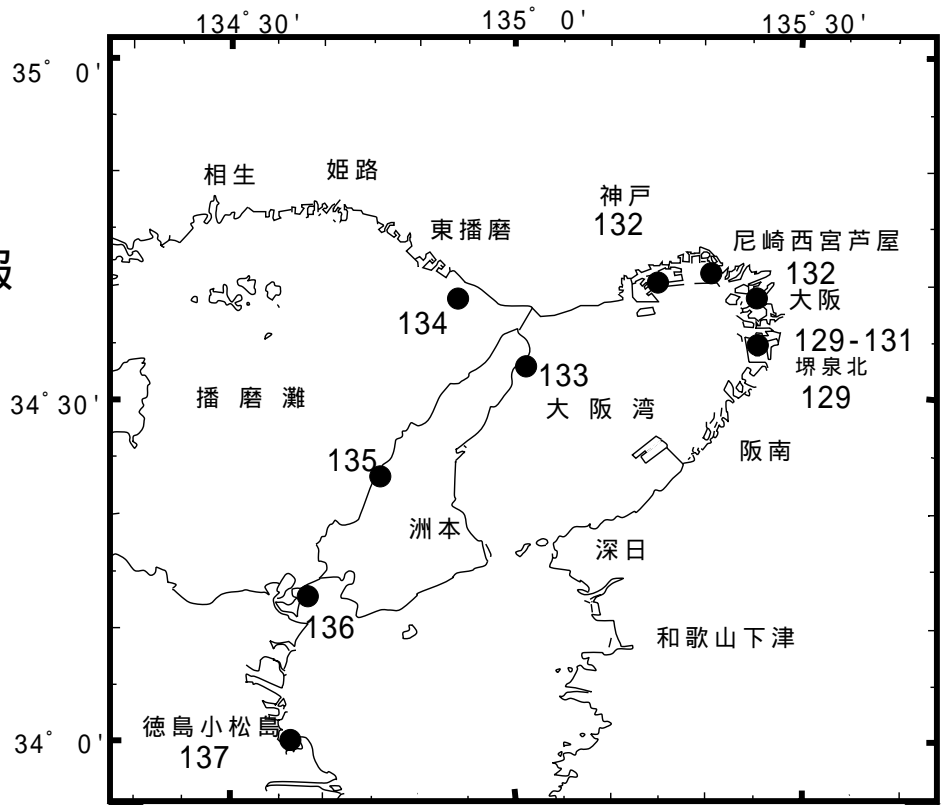 134°30'
135° 0'
135°30'
35° 0'
相生
姫路
神戸
132
東播磨
尼崎西宮芦屋
132
報
大阪
134
129-131
133
堺泉北
129
34°30'
播磨灘
大阪湾
135
阪南
洲本
深日
136
和歌山下津
徳島小松島
137
34° 0'